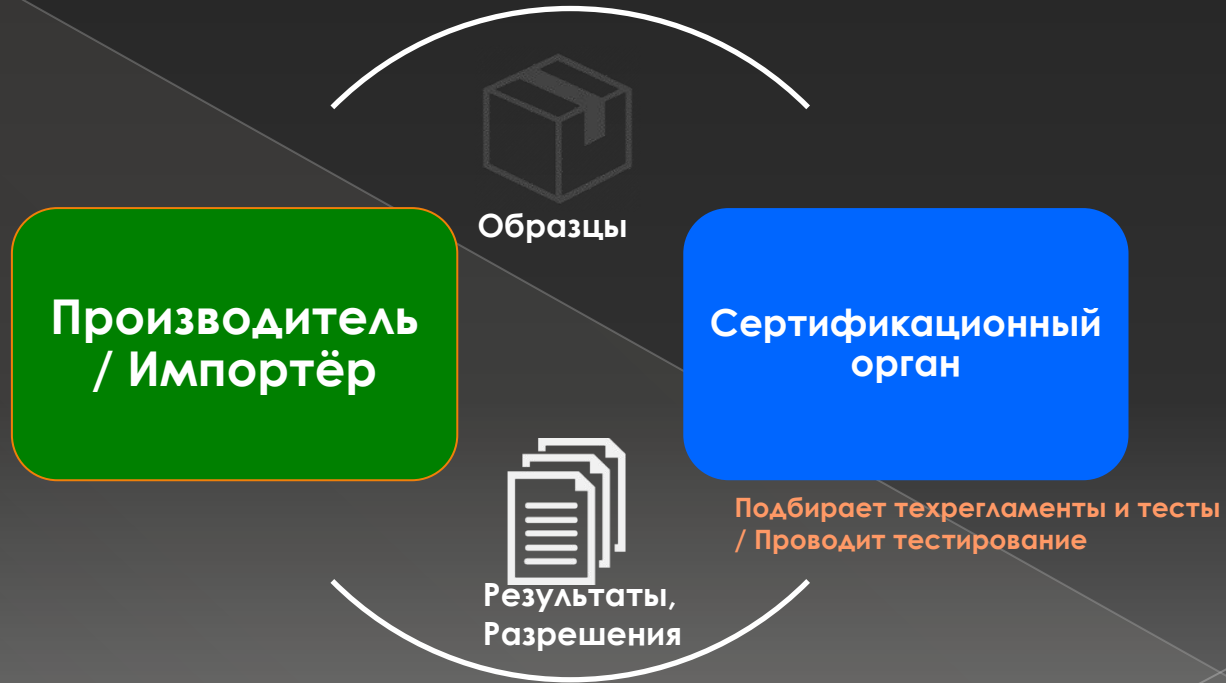 Образцы
Производитель
/ Импортёр
Сертификационный
орган
Подбирает техрегламенты и тесты
/ Проводит тестирование
Результаты,
Разрешения